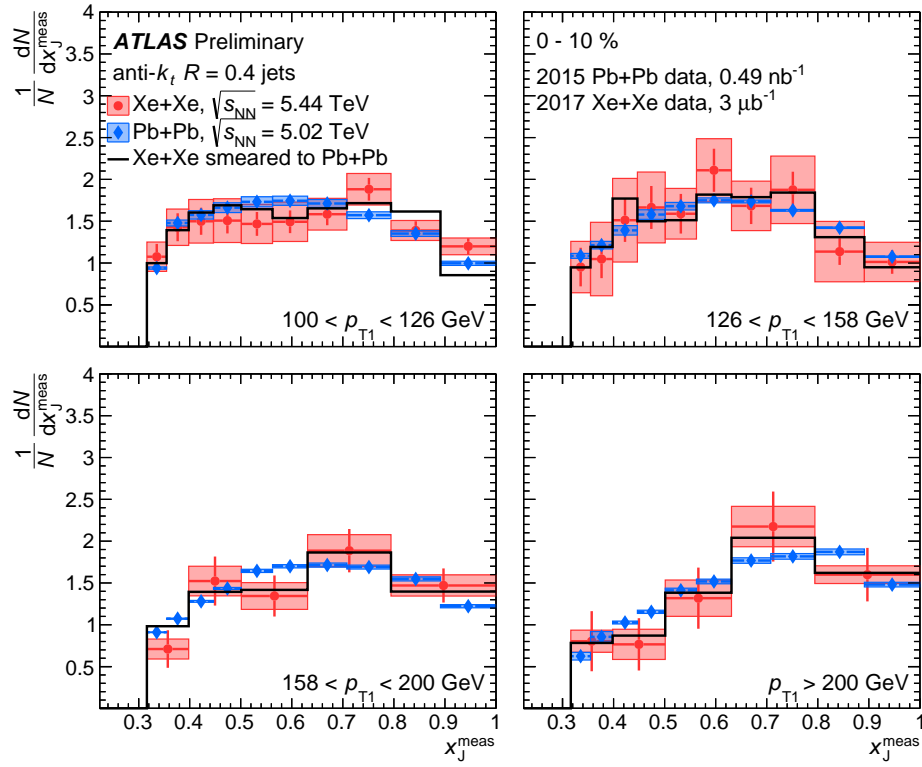 1/N dN/dx_J^meas
4
3.5
3
2.5
2
1.5
1
0.5
ATLAS Preliminary
anti-k_t R = 0.4 jets
Xe+Xe, √s_NN = 5.44 TeV
Pb+Pb, √s_NN = 5.02 TeV
Xe+Xe smeared to Pb+Pb
100 < p_T1 < 126 GeV
0 - 10 %
2015 Pb+Pb data, 0.49 nb⁻¹
2017 Xe+Xe data, 3 μb⁻¹
126 < p_T1 < 158 GeV
1/N dN/dx_J^meas
4
3.5
3
2.5
2
1.5
1
0.5
158 < p_T1 < 200 GeV
0.3 0.4 0.5 0.6 0.7 0.8 0.9 1
x_J^meas
p_T1 > 200 GeV
0.3 0.4 0.5 0.6 0.7 0.8 0.9 1
x_J^meas